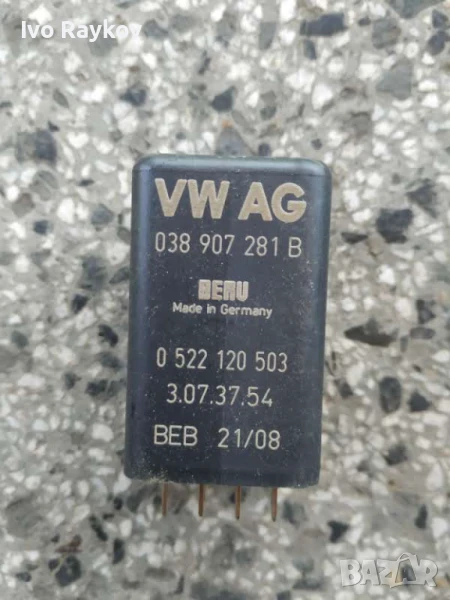 Ivo Raykov
VW AG
038 907 281 B
BERU
Made in Germany
0 522 120 503
3.07.37.54
BEB 21/08
BAZAR